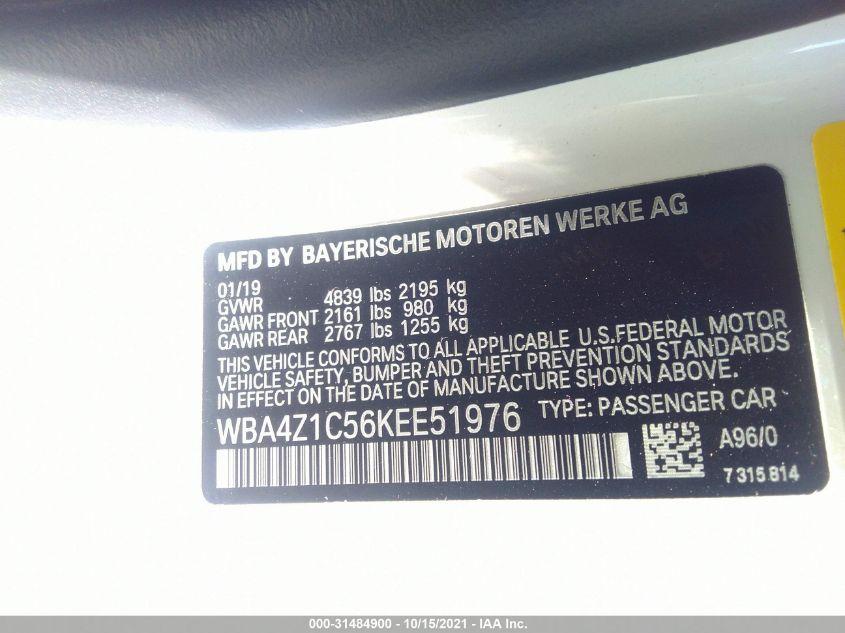 MFD BY BAYERISCHE MOTOREN WERKE AG
01/19
GVWR 4839 lbs 2195 kg
GAWR FRONT 2161 lbs 980 kg
GAWR REAR 2767 lbs 1255 kg
THIS VEHICLE CONFORMS TO ALL APPLICABLE U.S.FEDERAL MOTOR
VEHICLE SAFETY, BUMPER AND THEFT PREVENTION STANDARDS
IN EFFECT ON THE DATE OF MANUFACTURE SHOWN ABOVE.
WBA4Z1C56KEE51976 TYPE: PASSENGER CAR
A96/0
7315814
000-31484900 - 10/15/2021 - IAA Inc.